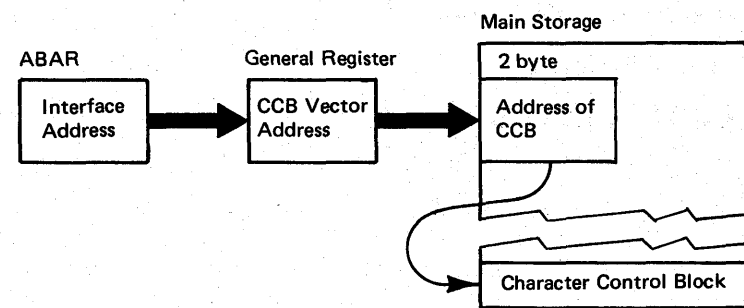 Main Storage
ABAR
General Register
2 byte
Interface
Address
CCB Vector
Address
Address of
CCB
Character Control Block